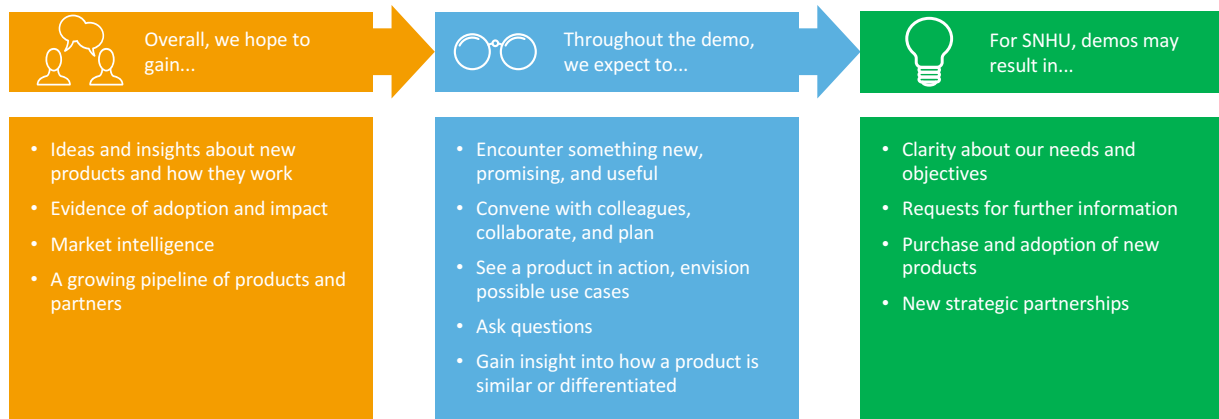 Overall, we hope to
gain...
Throughout the demo,
we expect to...
For SNHU, demos may
result in...
• Ideas and insights about new
products and how they work
• Evidence of adoption and impact
• Market intelligence
• A growing pipeline of products and
partners
• Encounter something new,
promising, and useful
• Convene with colleagues,
collaborate, and plan
• See a product in action, envision
possible use cases
• Ask questions
• Gain insight into how a product is
similar or differentiated
• Clarity about our needs and
objectives
• Requests for further information
• Purchase and adoption of new
products
• New strategic partnerships